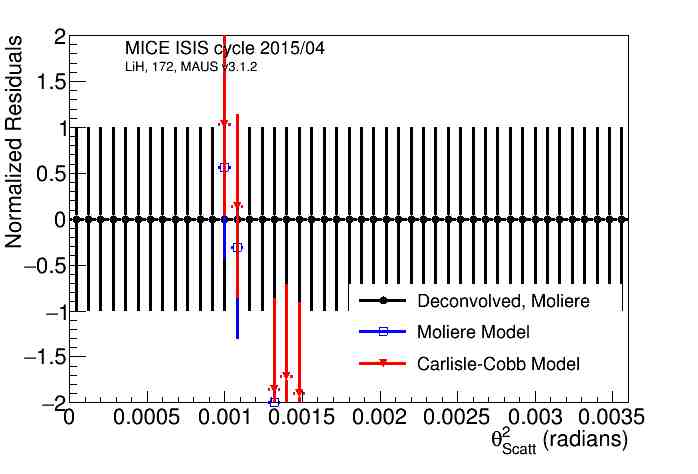 MICE ISIS cycle 2015/04
LiH, 172, MAUS v3.1.2
Normalized Residuals
2
1.5
1
0.5
0
−0.5
−1
−1.5
−2
Deconvolved, Moliere
Moliere Model
Carlisle-Cobb Model
0 0.0005 0.001 0.0015 0.002 0.0025 0.003 0.0035
θ²Scatt (radians)